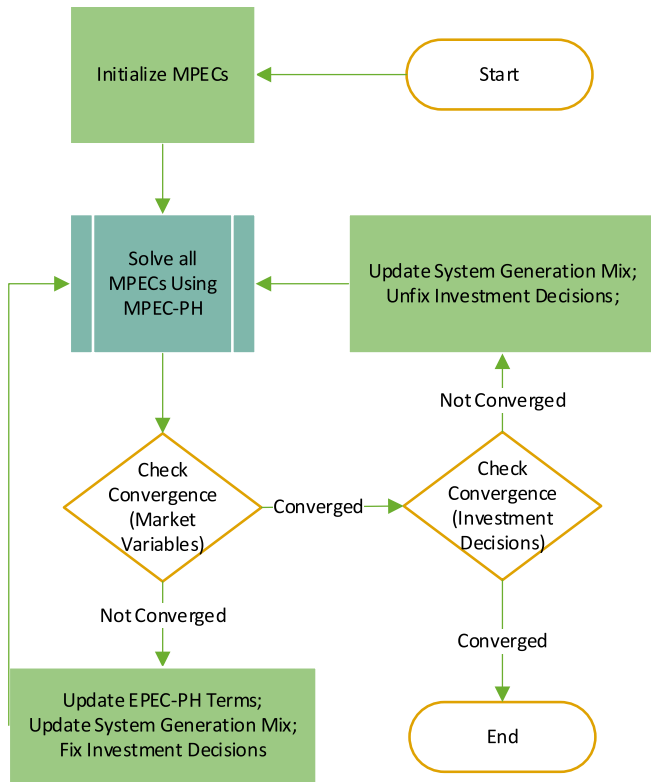 Start
Initialize MPECs
Solve all
MPECs Using
MPEC-PH
Update System Generation Mix;
Unfix Investment Decisions;
Not Converged
Check
Convergence
(Market
Variables)
Converged
Check
Convergence
(Investment
Decisions)
Not Converged
Converged
Update EPEC-PH Terms;
Update System Generation Mix;
Fix Investment Decisions
End